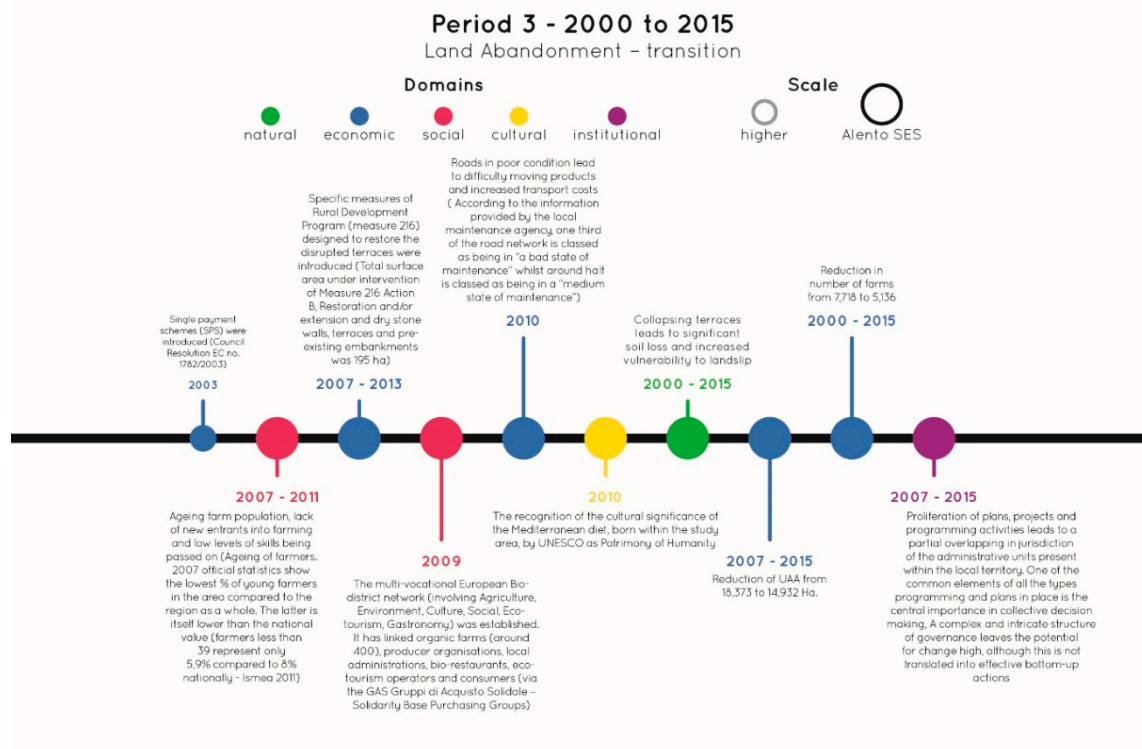 Period 3 - 2000 to 2015
Land Abandonment – transition
Domains
Scale
natural
economic
social
cultural
institutional
higher
Alento SES
Single payment
schemes (SPS) were
introduced (Council
Resolution EC no.
1782/2003)
2003
Specific measures of
Rural Development
Program (measure 216)
designed to restore the
disrupted terraces were
introduced (Total surface
area under intervention
of Measure 216 Action
B, Restoration and/or
extension and dry stone
walls, terraces and pre-
existing embankments
was 195 ha)
2007 - 2013
Roads in poor condition lead
to difficulty moving products
and increased transport costs
( According to the information
provided by the local
maintenance agency, one third
of the road network is classed
as being in "a bad state of
maintenance" whilst around half
is classed as being in a "medium
state of maintenance")
2010
Collapsing terraces
leads to significant
soil loss and increased
vulnerability to landslip
2000 - 2015
Reduction in
number of farms
from 7,718 to 5,136
2000 - 2015
2007 - 2011
Ageing farm population, lack
of new entrants into farming
and low levels of skills being
passed on (Ageing of farmers.
2007 official statistics show
the lowest % of young farmers
in the area compared to the
region as a whole. The latter is
itself lower than the national
value (farmers less than
39 represent only
5,9% compared to 8%
nationally - Ismea 2011)
2009
The multi-vocational European Bio-
district network (involving Agriculture,
Environment, Culture, Social, Eco-
tourism, Gastronomy) was established.
It has linked organic farms (around
400), producer organisations, local
administrations, bio-restaurants, eco-
tourism operators and consumers (via
the GAS Gruppi di Acquisto Solidale –
Solidarity Base Purchasing Groups)
2010
The recognition of the cultural significance of
the Mediterranean diet, born within the study
area, by UNESCO as Patrimony of Humanity
2007 - 2015
Reduction of UAA from
18,373 to 14,932 Ha.
2007 - 2015
Proliferation of plans, projects and
programming activities leads to a
partial overlapping in jurisdiction
of the administrative units present
within the local territory. One of the
common elements of all the types
programming and plans in place is the
central importance in collective decision
making, A complex and intricate structure
of governance leaves the potential
for change high, although this is not
translated into effective bottom-up
actions